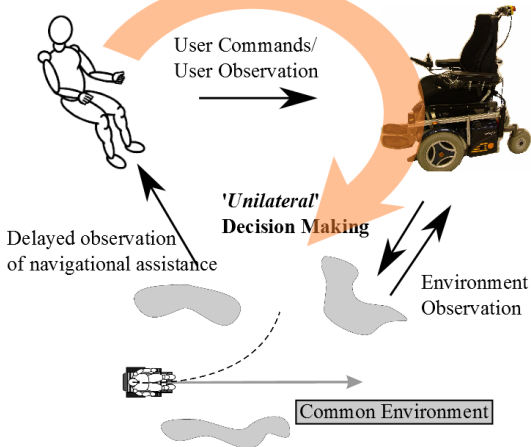 User Commands/
User Observation
'Unilateral'
Decision Making
Delayed observation
of navigational assistance
Environment
Observation
Common Environment